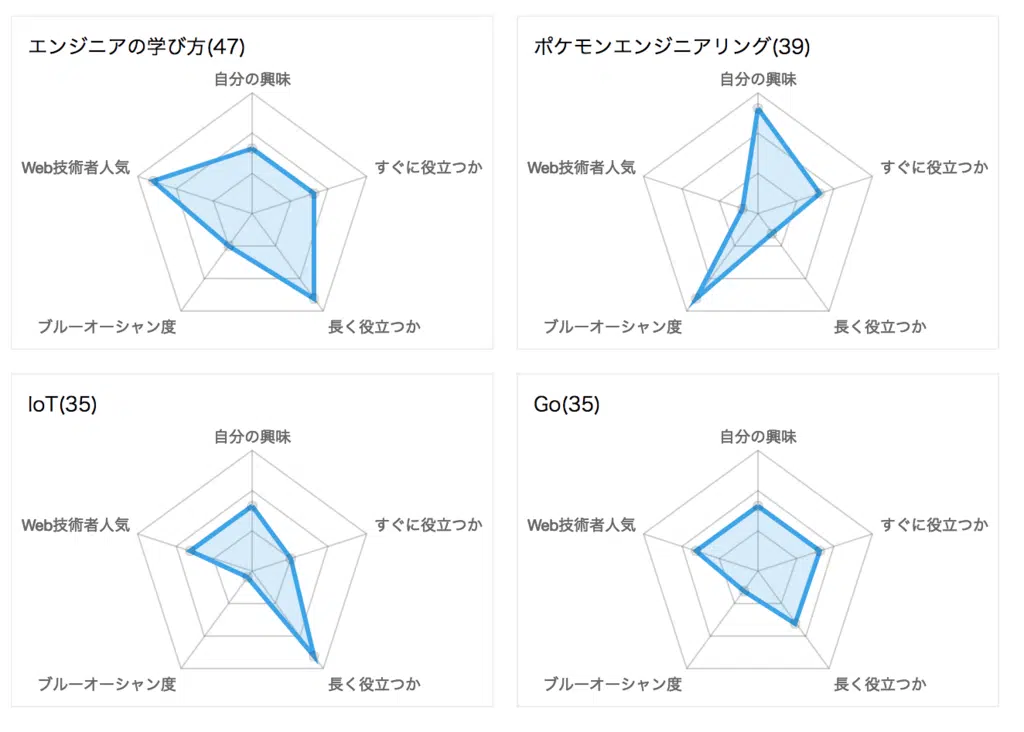 エンジニアの学び方(47)
自分の興味
Web技術者人気
すぐに役立つか
ブルーオーシャン度
長く役立つか
ポケモンエンジニアリング(39)
自分の興味
Web技術者人気
すぐに役立つか
ブルーオーシャン度
長く役立つか
IoT(35)
自分の興味
Web技術者人気
すぐに役立つか
ブルーオーシャン度
長く役立つか
Go(35)
自分の興味
Web技術者人気
すぐに役立つか
ブルーオーシャン度
長く役立つか